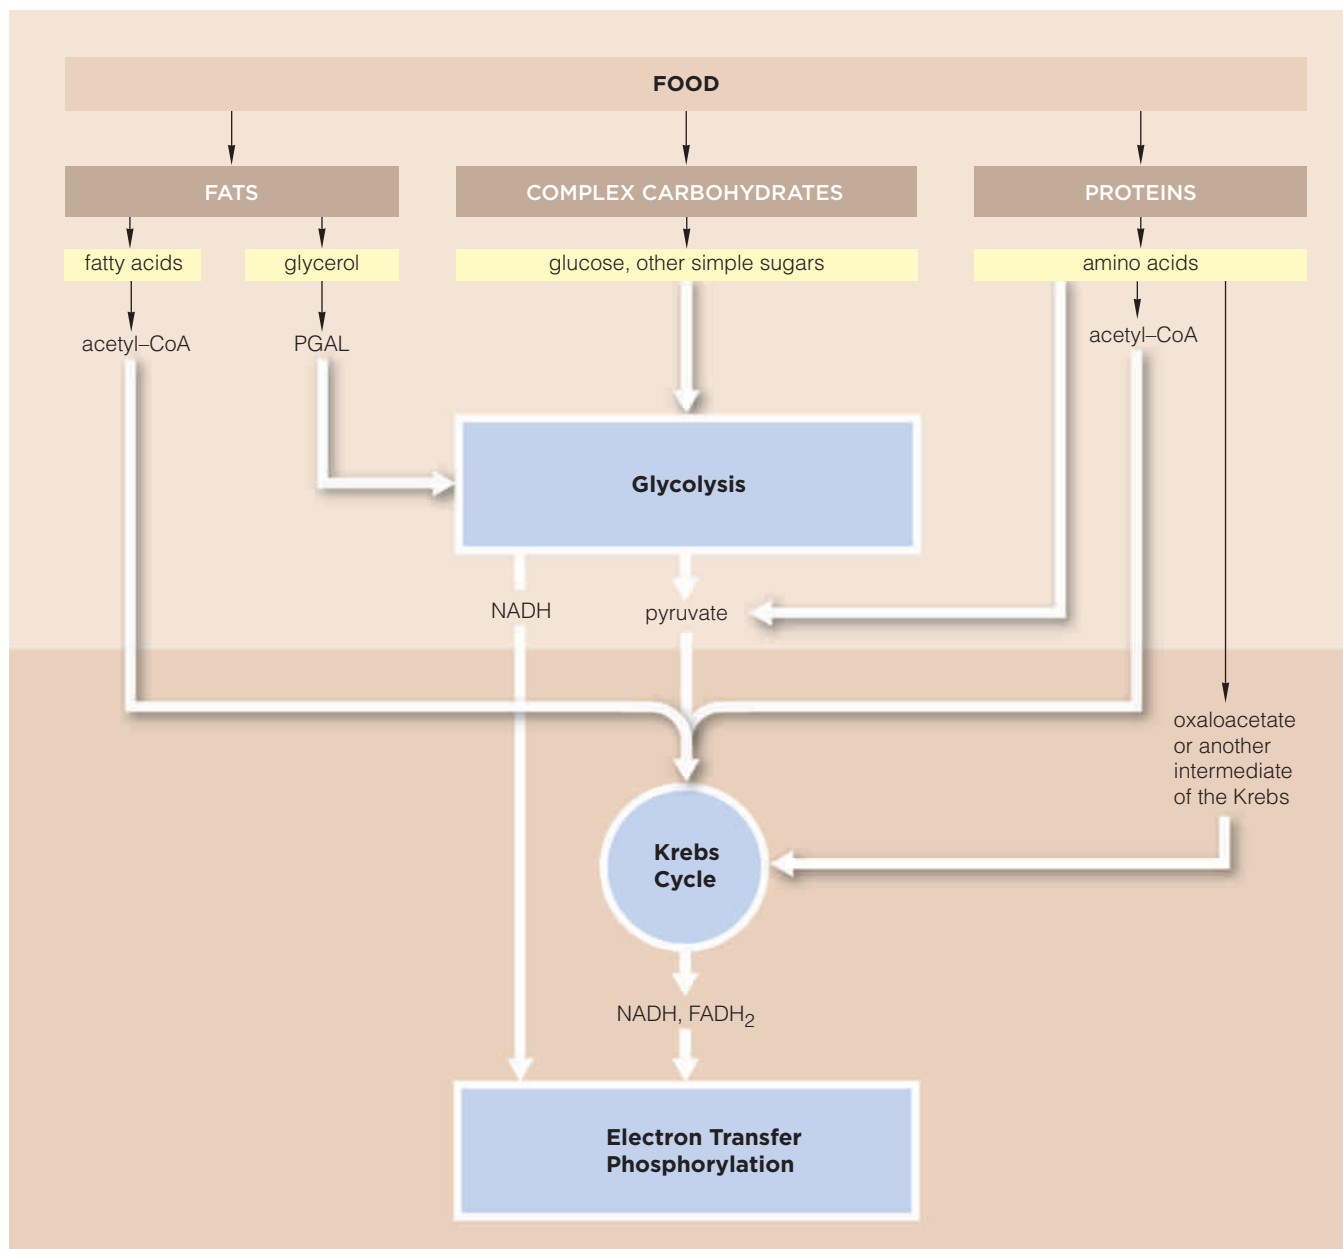 FOOD
FATS
COMPLEX CARBOHYDRATES
PROTEINS
fatty acids
glycerol
glucose, other simple sugars
amino acids
acetyl–CoA
PGAL
acetyl–CoA
Glycolysis
NADH
pyruvate
oxaloacetate
or another
intermediate
of the Krebs
Krebs
Cycle
NADH, FADH₂
Electron Transfer
Phosphorylation